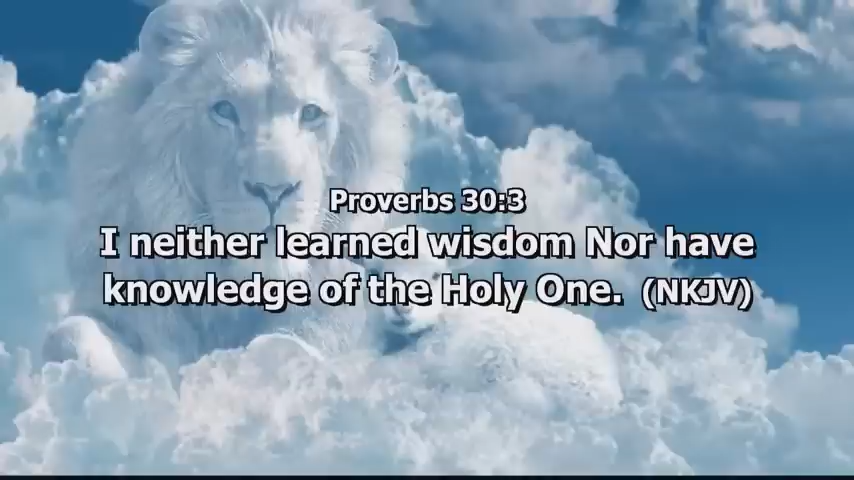 Proverbs 30:3
I neither learned wisdom Nor have
knowledge of the Holy One. (NKJV)